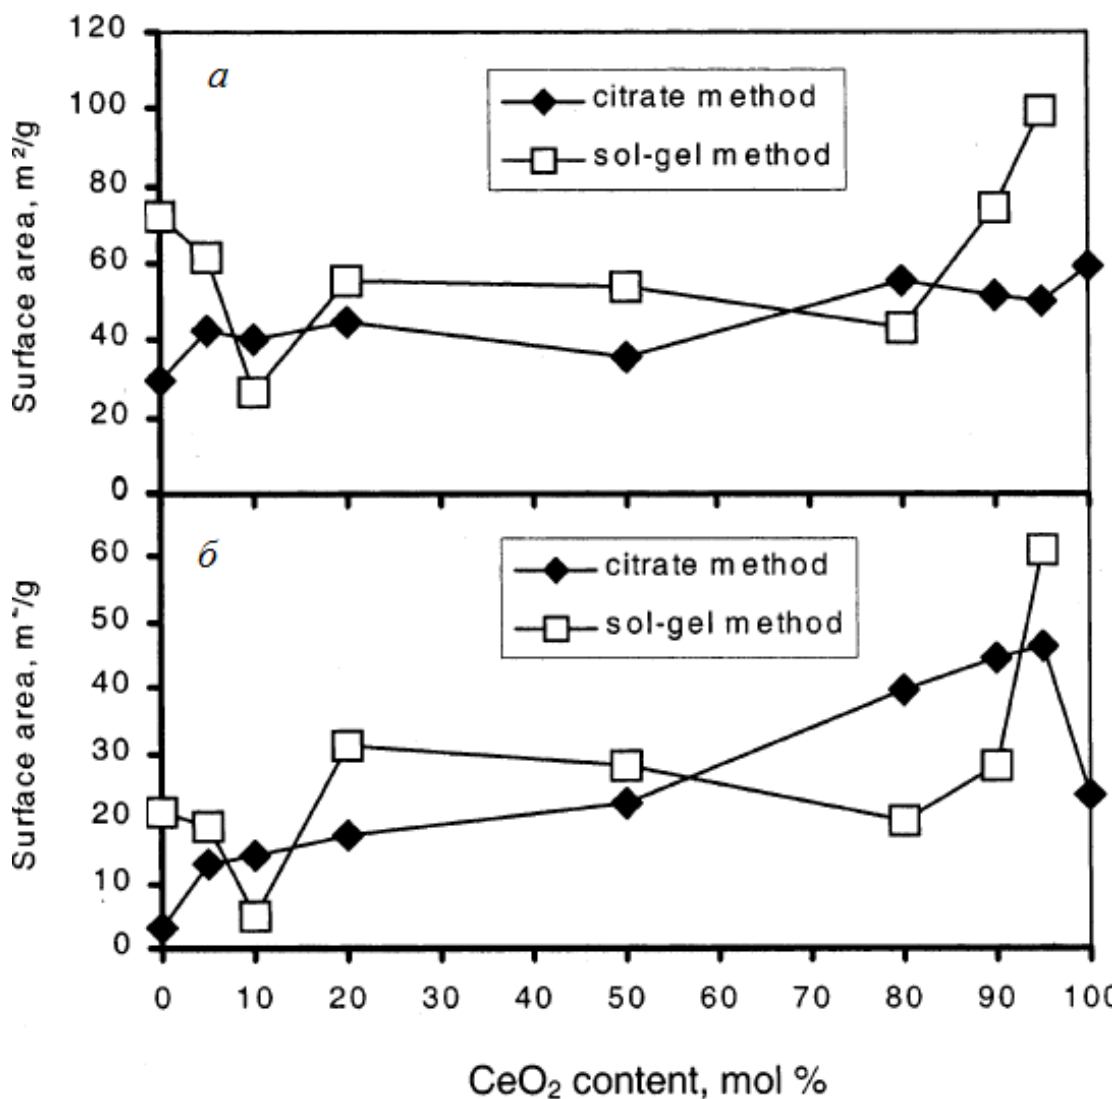 120
а
100
80
60
40
20
0
Surface area, m²/g
citrate method
sol-gel method
60
50
40
30
20
10
0
б
Surface area, m /g
citrate method
sol-gel method
0 10 20 30 40 50 60 70 80 90 100
CeO₂ content, mol %